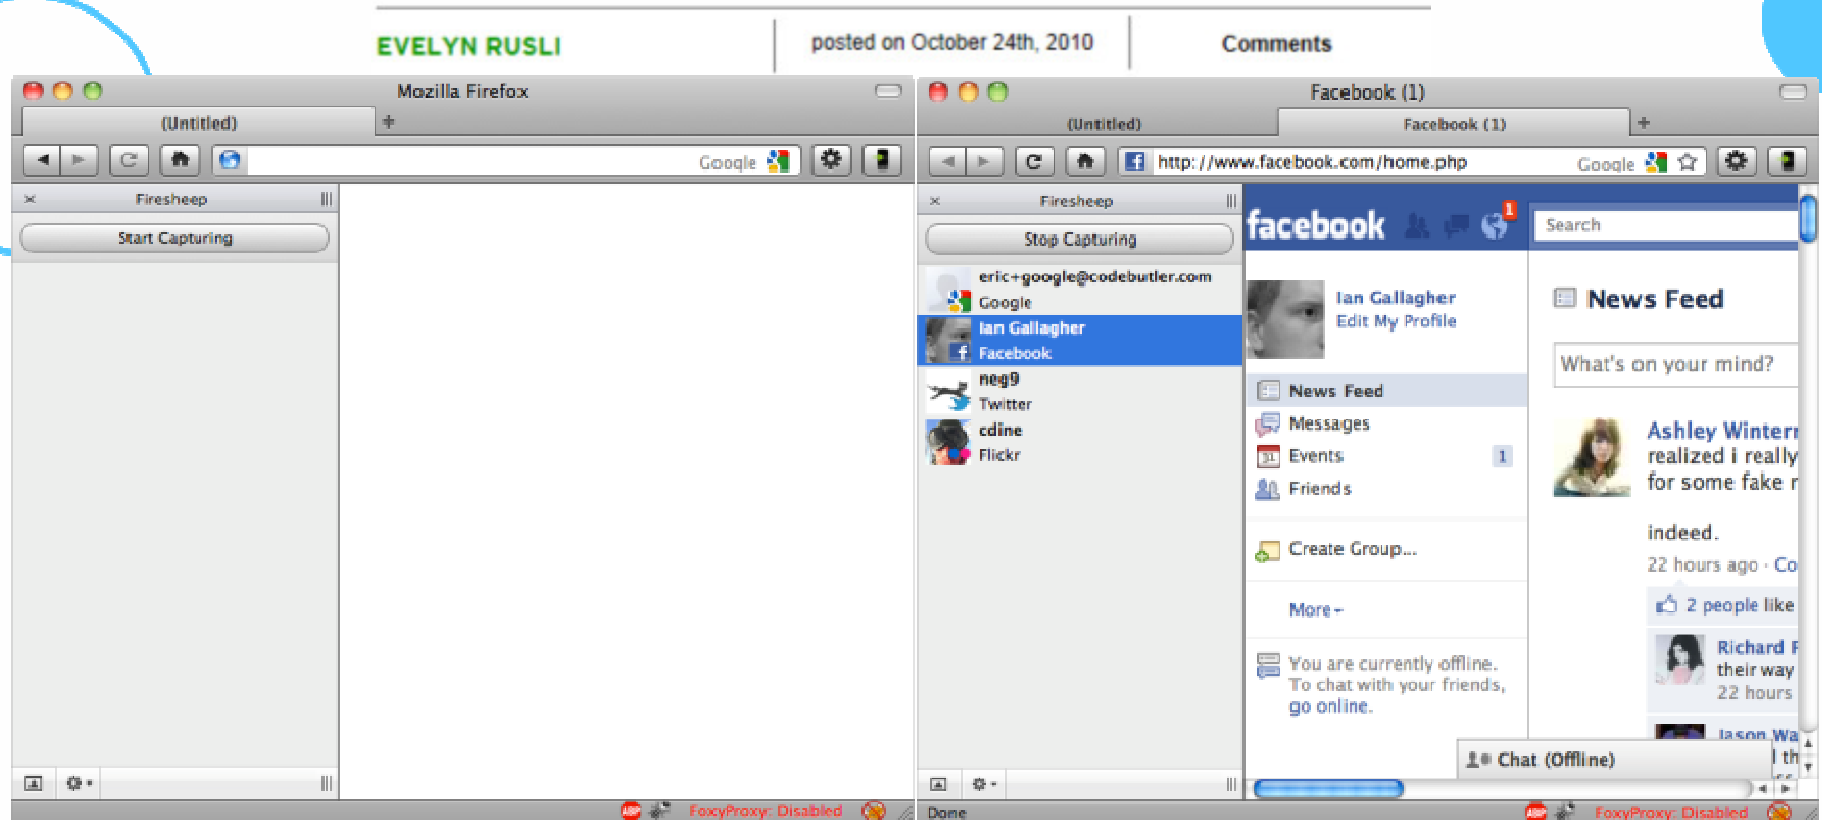 EVELYN RUSLI
posted on October 24th, 2010
Comments
Mozilla Firefox
(Untitled)
Google
Firesheep
Start Capturing
FoxyProxy: Disabled
Facebook (1)
(Untitled)
Facebook (1)
http://www.facebook.com/home.php
Google
Firesheep
Stop Capturing
eric+google@codebutler.com
Google
Ian Gallagher
Facebook
neg9
Twitter
cdine
Flickr
facebook
1
Search
Ian Gallagher
Edit My Profile
News Feed
Messages
31 Events 1
Friends
Create Group...
More
You are currently offline.
To chat with your friends,
go online.
News Feed
What's on your mind?
Ashley
realized i really
for some fake
indeed.
22 hours ago · Co
2 people like
Richard
their way
22 hours
Jason Wa
Chat (Offline)
Done
ABP
FoxyProxy: Disabled